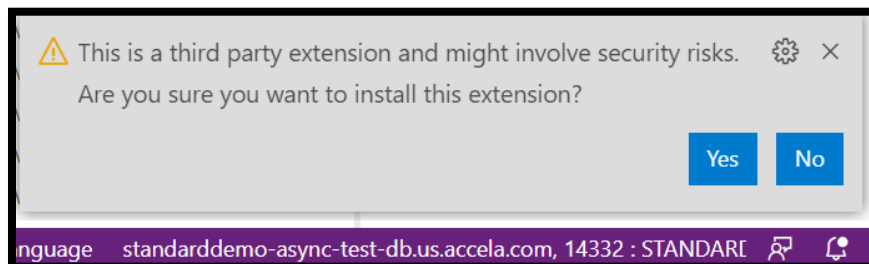 This is a third party extension and might involve security risks.
Are you sure you want to install this extension?
Yes No
nguage standarddemo-async-test-db.us.accela.com, 14332 : STANDARD